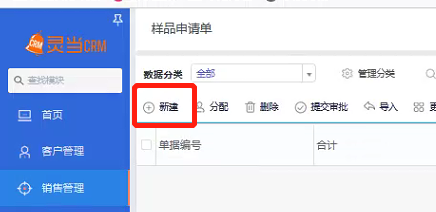 CRM 灵当CRM
样品申请单
查找模块
数据分类 全部 管理分类
新建 分配 删除 提交审批 导入
首页
单据编号 合计
客户管理
销售管理